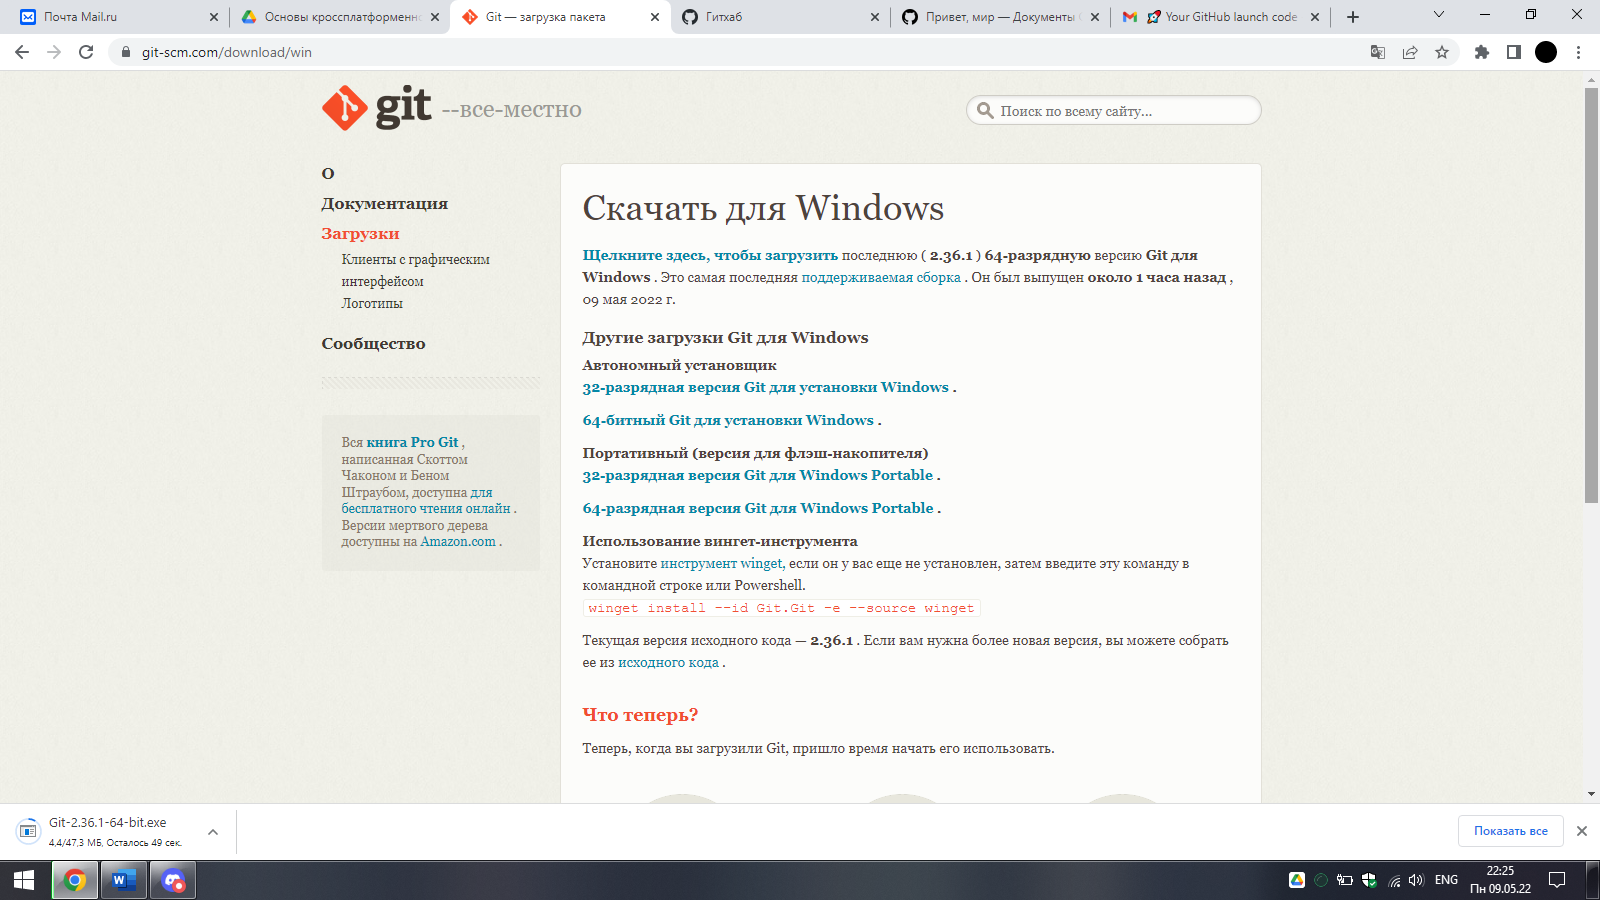 Почта Mail.ru
Основы кроссплатформенно
Git — загрузка пакета
Гитхаб
Привет, мир — Документы
Your GitHub launch code
git-scm.com/download/win
git --все-местно
Поиск по всему сайту...
О
Документация
Загрузки
Клиенты с графическим
интерфейсом
Логотипы
Сообщество
Вся книга Pro Git ,
написанная Скоттом
Чаконом и Беном
Штраубом, доступна для
бесплатного чтения онлайн .
Версии мертвого дерева
доступны на Amazon.com .
Скачать для Windows
Щелкните здесь, чтобы загрузить последнюю ( 2.36.1 ) 64-разрядную версию Git для
Windows . Это самая последняя поддерживаемая сборка . Он был выпущен около 1 часа назад ,
09 мая 2022 г.
Другие загрузки Git для Windows
Автономный установщик
32-разрядная версия Git для установки Windows .
64-битный Git для установки Windows .
Портативный (версия для флэш-накопителя)
32-разрядная версия Git для Windows Portable .
64-разрядная версия Git для Windows Portable .
Использование вингет-инструмента
Установите инструмент winget, если он у вас еще не установлен, затем введите эту команду в
командной строке или Powershell.
winget install --id Git.Git -e --source winget
Текущая версия исходного кода — 2.36.1 . Если вам нужна более новая версия, вы можете собрать
ее из исходного кода .
Что теперь?
Теперь, когда вы загрузили Git, пришло время начать его использовать.
Git-2.36.1-64-bit.exe
4,4/47,3 МБ, Осталось 49 сек.
Показать все
ENG
22:25
Пн 09.05.22